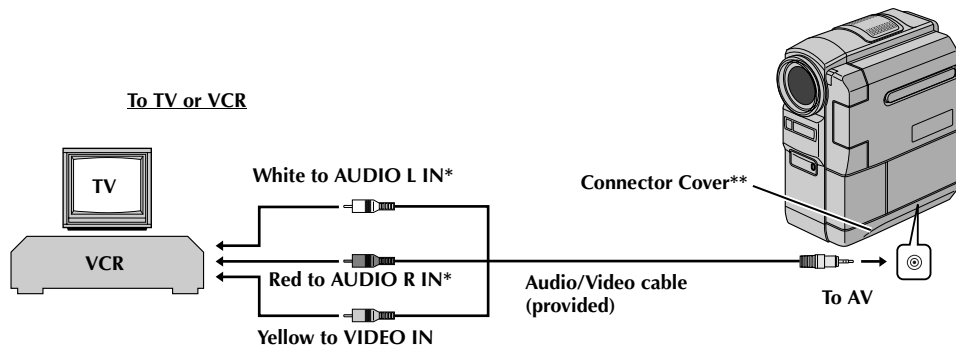 To TV or VCR
TV
VCR
White to AUDIO L IN*
Red to AUDIO R IN*
Yellow to VIDEO IN
Audio/Video cable
(provided)
Connector Cover**
To AV